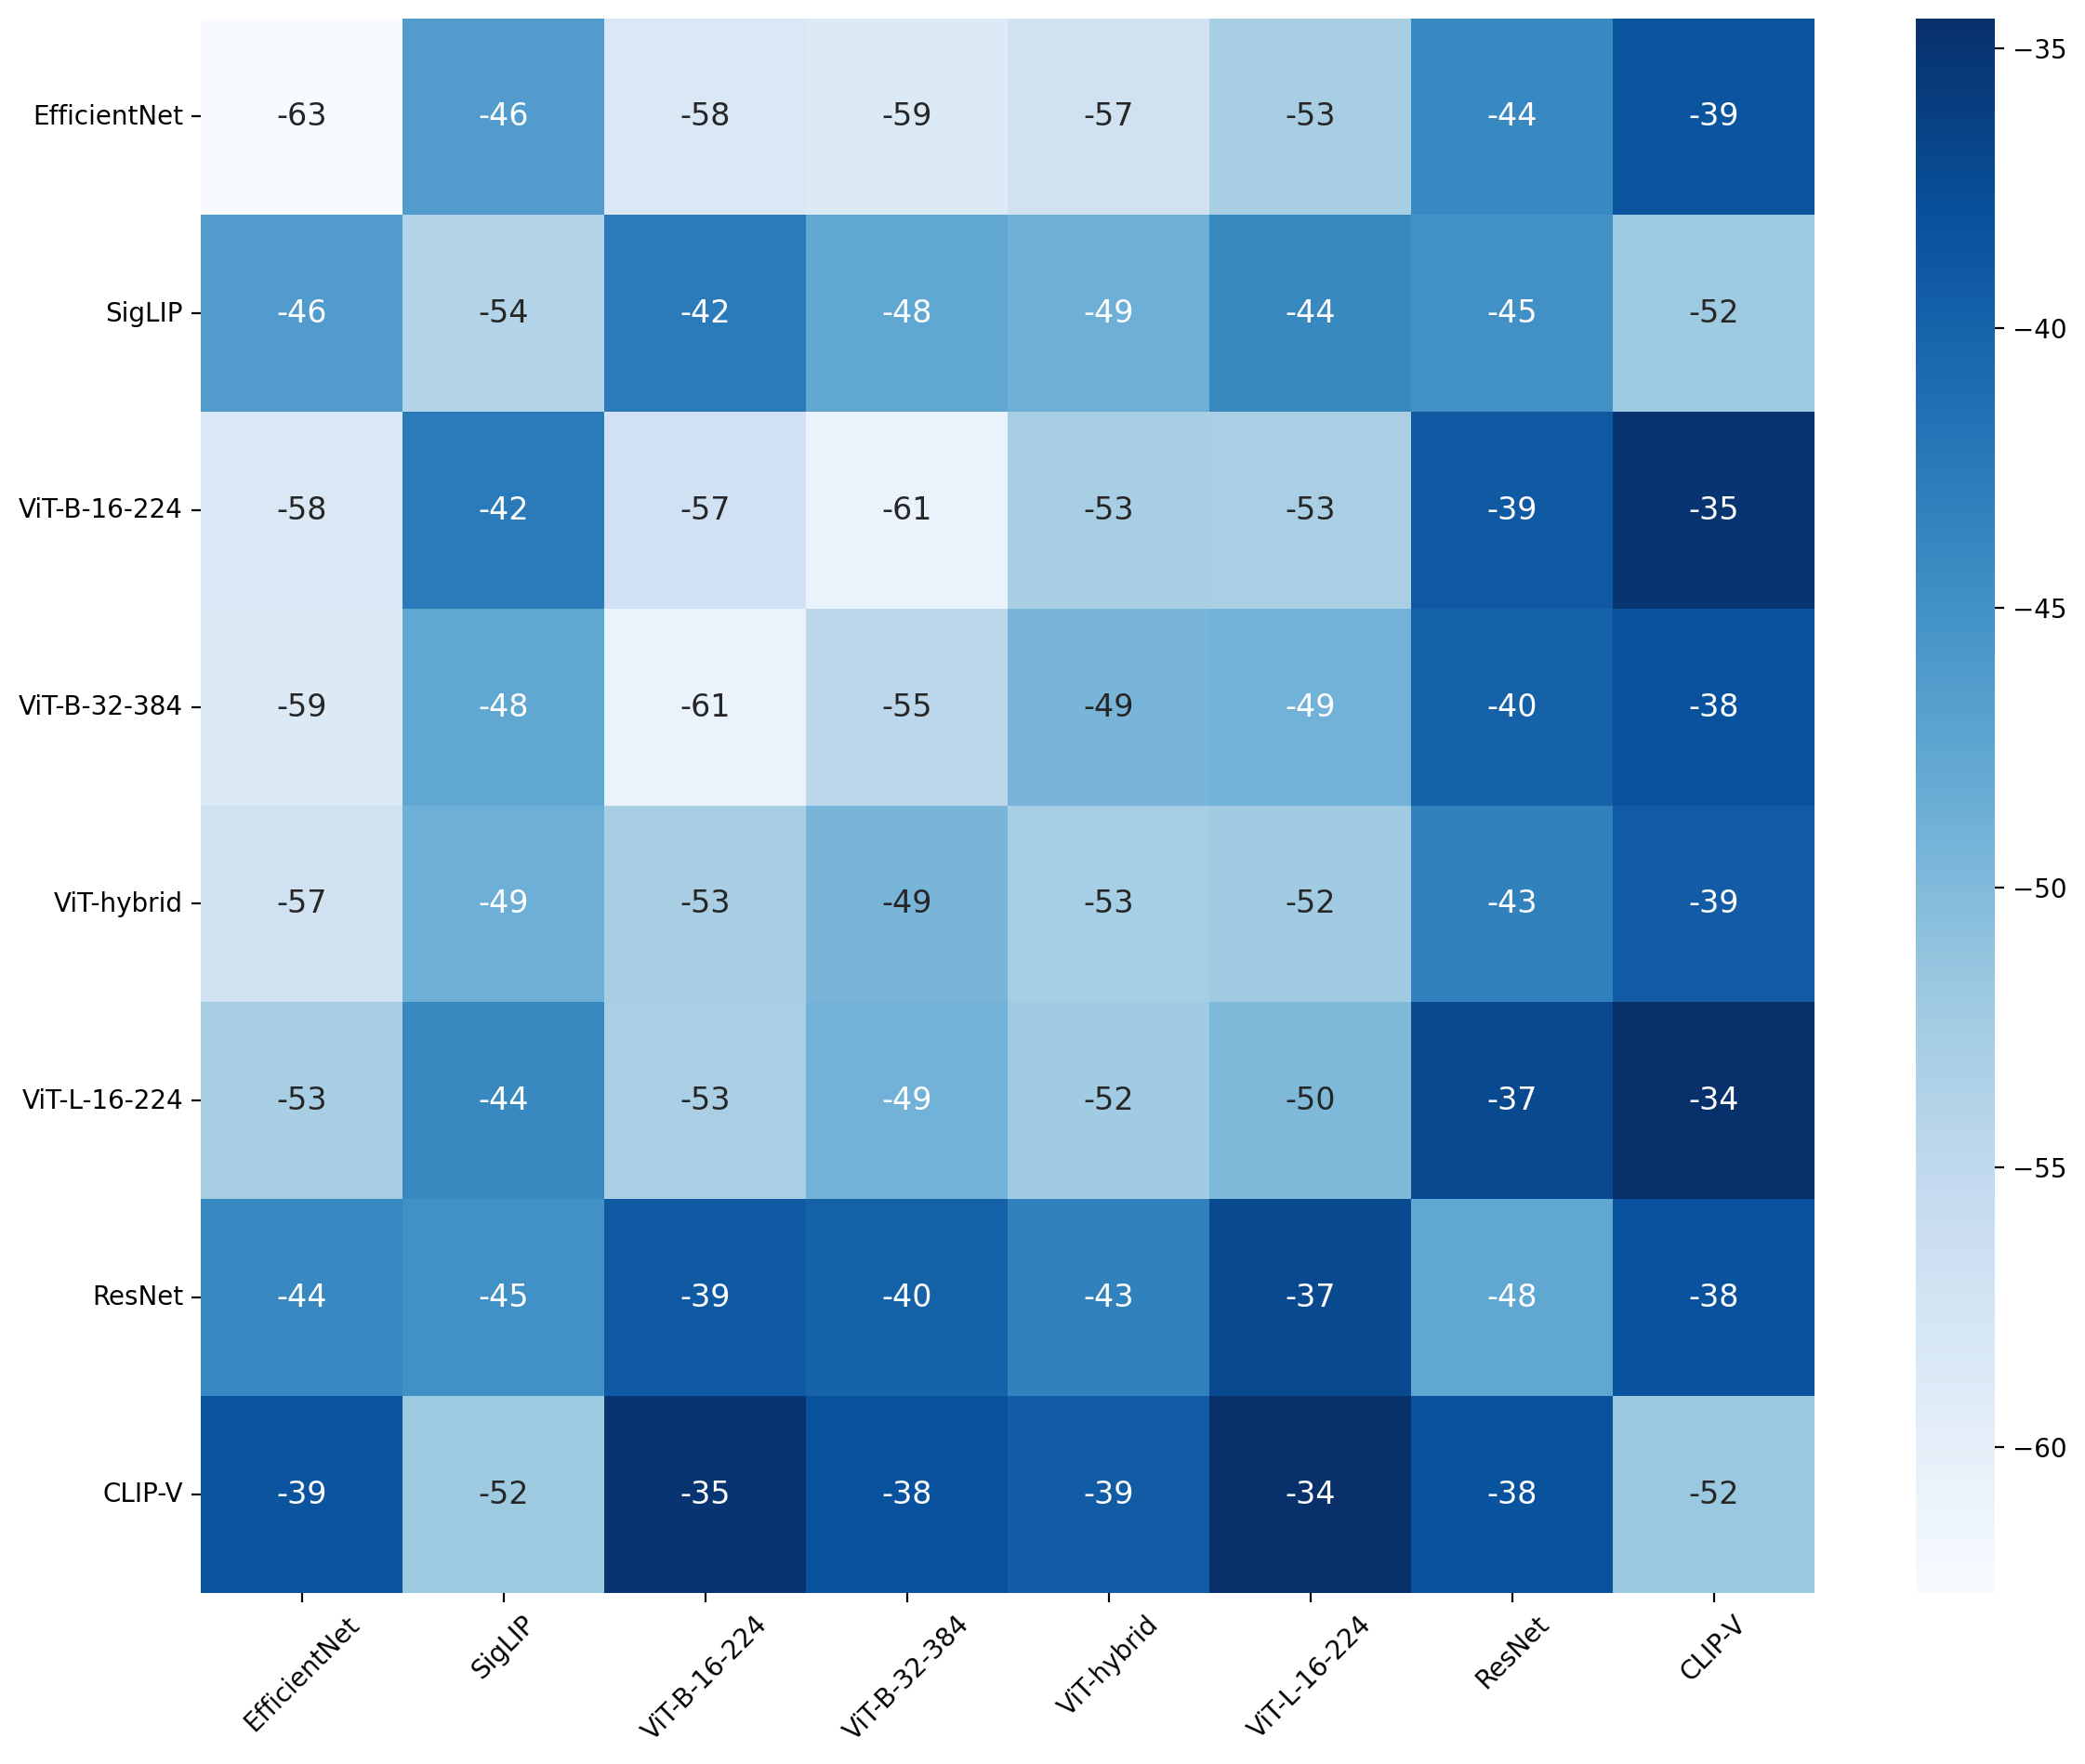 EfficientNet -63 -46 -58 -59 -57 -53 -44 -39
SigLIP -46 -54 -42 -48 -49 -44 -45 -52
ViT-B-16-224 -58 -42 -57 -61 -53 -53 -39 -35
ViT-B-32-384 -59 -48 -61 -55 -49 -49 -40 -38
ViT-hybrid -57 -49 -53 -49 -53 -52 -43 -39
ViT-L-16-224 -53 -44 -53 -49 -52 -50 -37 -34
ResNet -44 -45 -39 -40 -43 -37 -48 -38
CLIP-V -39 -52 -35 -38 -39 -34 -38 -52
EfficientNet SigLIP ViT-B-16-224 ViT-B-32-384 ViT-hybrid ViT-L-16-224 ResNet CLIP-V
−35
−40
−45
−50
−55
−60